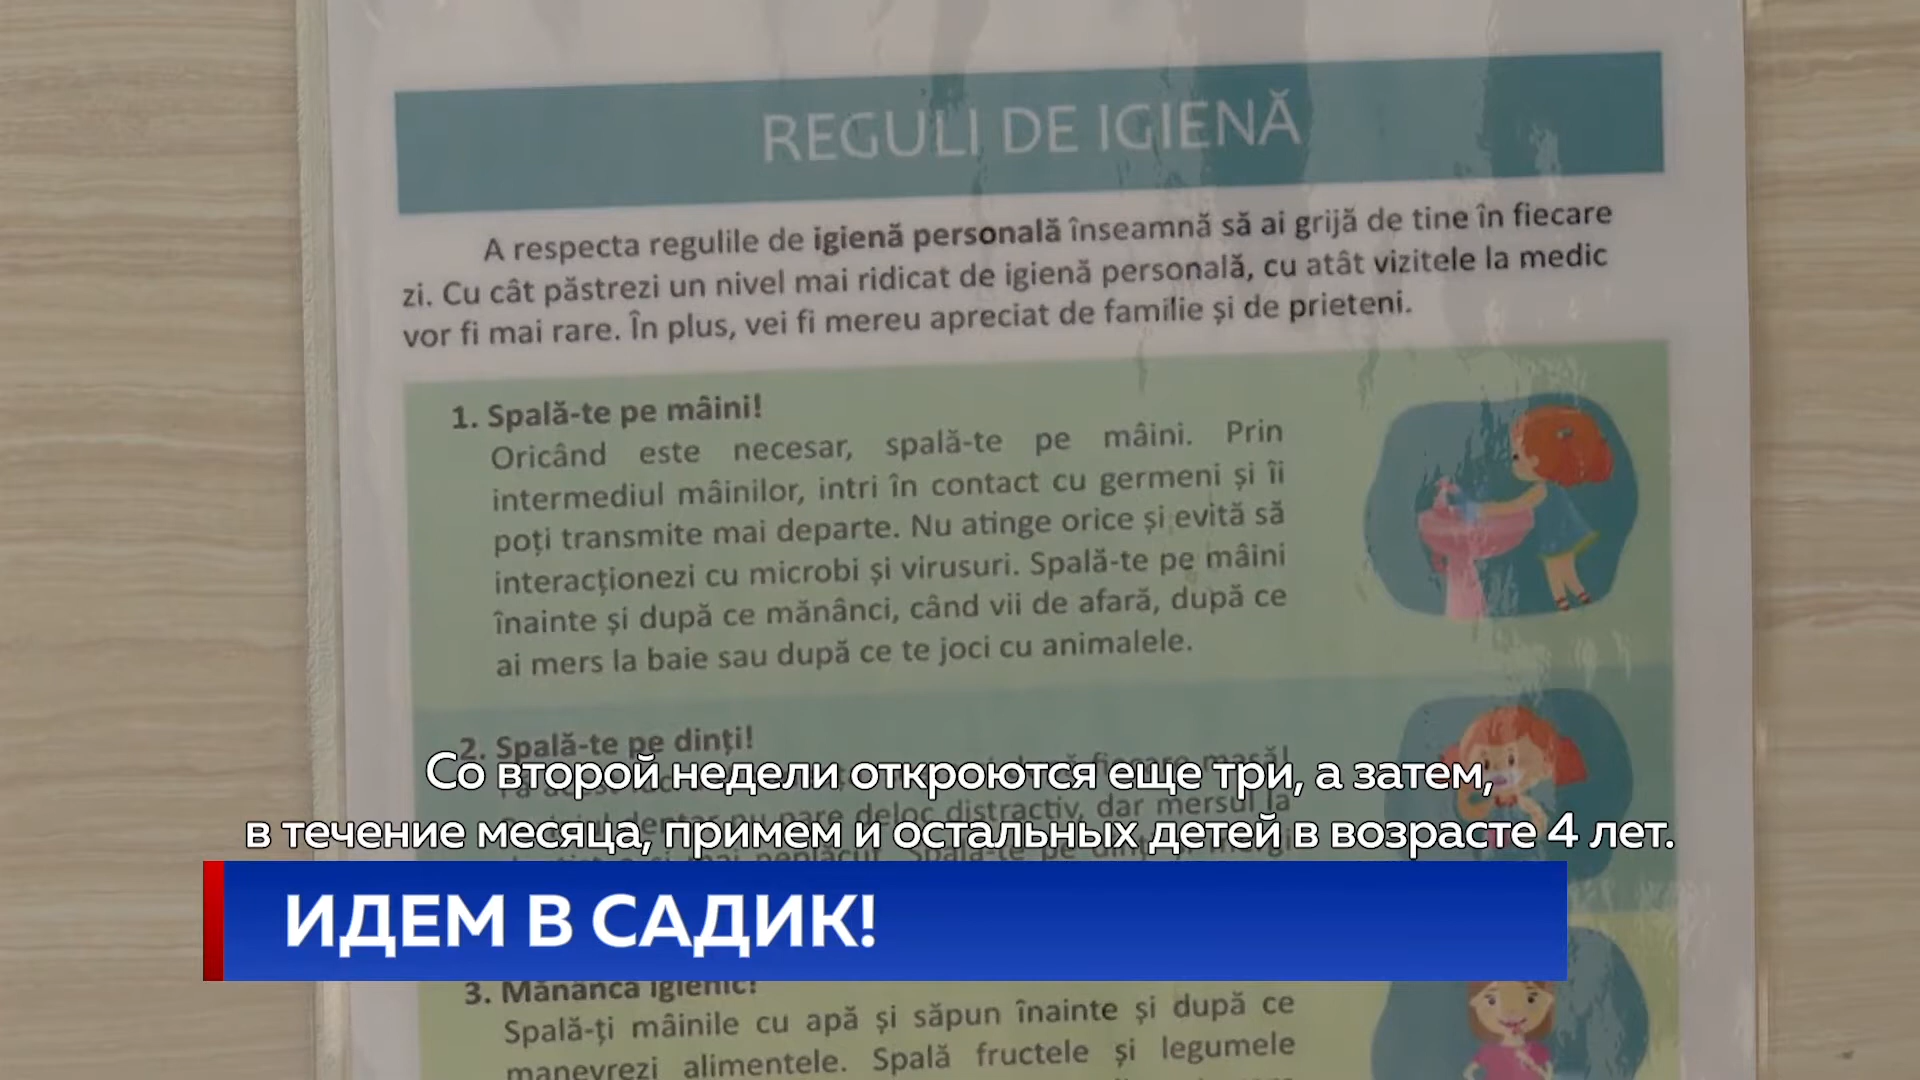 REGULI DE IGIENĂ
A respecta regulile de igienă personală înseamnă să ai grijă de tine în fiecare
zi. Cu cât păstrezi un nivel mai ridicat de igienă personală, cu atât vizitele la medic
vor fi mai rare. În plus, vei fi mereu apreciat de familie și de prieteni.
1. Spală-te pe mâini!
Oricând este necesar, spală-te pe mâini. Prin
intermediul mâinilor, intri în contact cu germeni și îi
poți transmite mai departe. Nu atinge orice și evită să
interacționezi cu microbi și virusuri. Spală-te pe mâini
înainte și după ce mănânci, când vii de afară, după ce
ai mers la baie sau după ce te joci cu animalele.
2. Spală-te pe dinți!
fiecare masă!
Со второй недели откроются еще три, а затем,
pare deloc distractiv, dar mersul la
в течение месяца, примем и остальных детей в возрасте 4 лет.
ИДЕМ В САДИК!
3. Mănâncă igienic!
Spală-ți mâinile cu apă și săpun înainte și după ce
manevrezi alimentele. Spală fructele și legumele